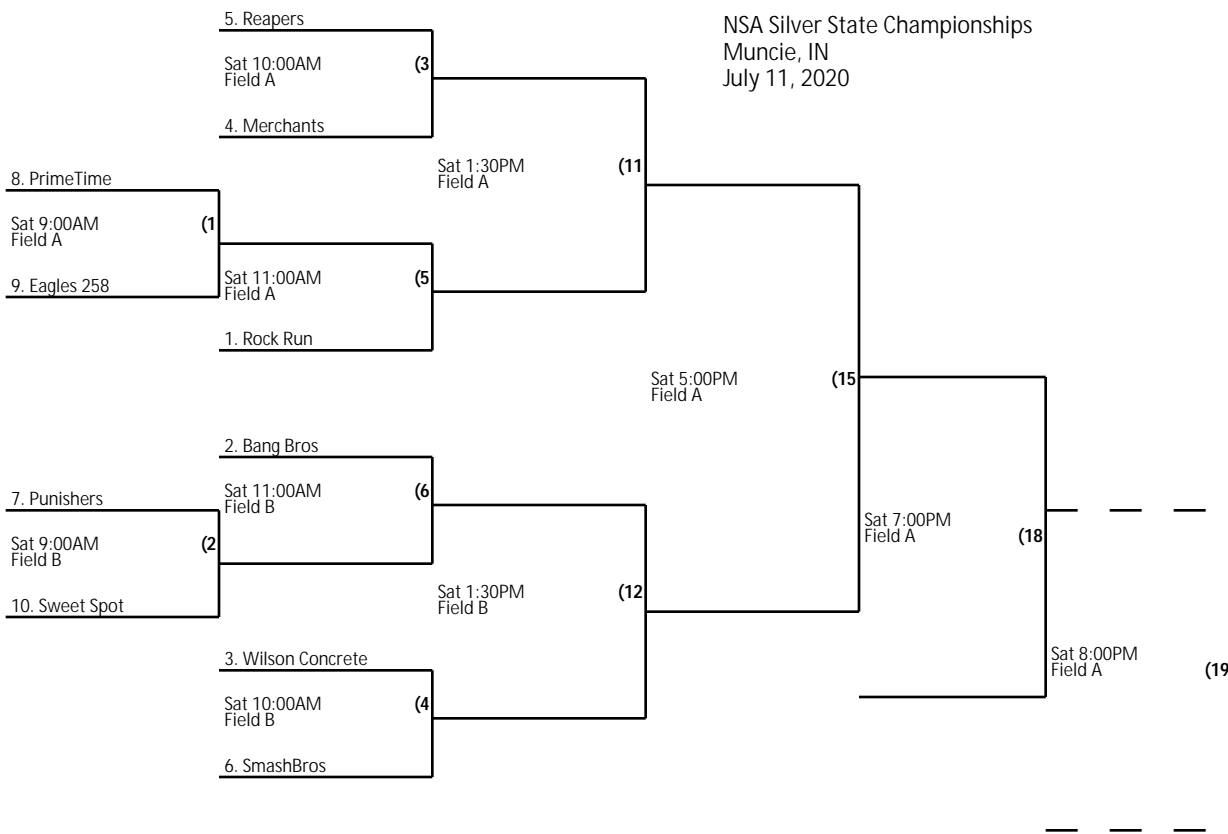 NSA Silver State Championships
Muncie, IN
July 11, 2020
5. Reapers
Sat 10:00AM
Field A
(3
4. Merchants
Sat 1:30PM
Field A
(11
8. PrimeTime
Sat 9:00AM
Field A
(1
9. Eagles 258
Sat 11:00AM
Field A
(5
1. Rock Run
Sat 5:00PM
Field A
(15
2. Bang Bros
Sat 11:00AM
Field B
(6
7. Punishers
Sat 9:00AM
Field B
(2
10. Sweet Spot
Sat 7:00PM
Field A
(18
Sat 1:30PM
Field B
(12
3. Wilson Concrete
Sat 10:00AM
Field B
(4
6. SmashBros
Sat 8:00PM
Field A
(19